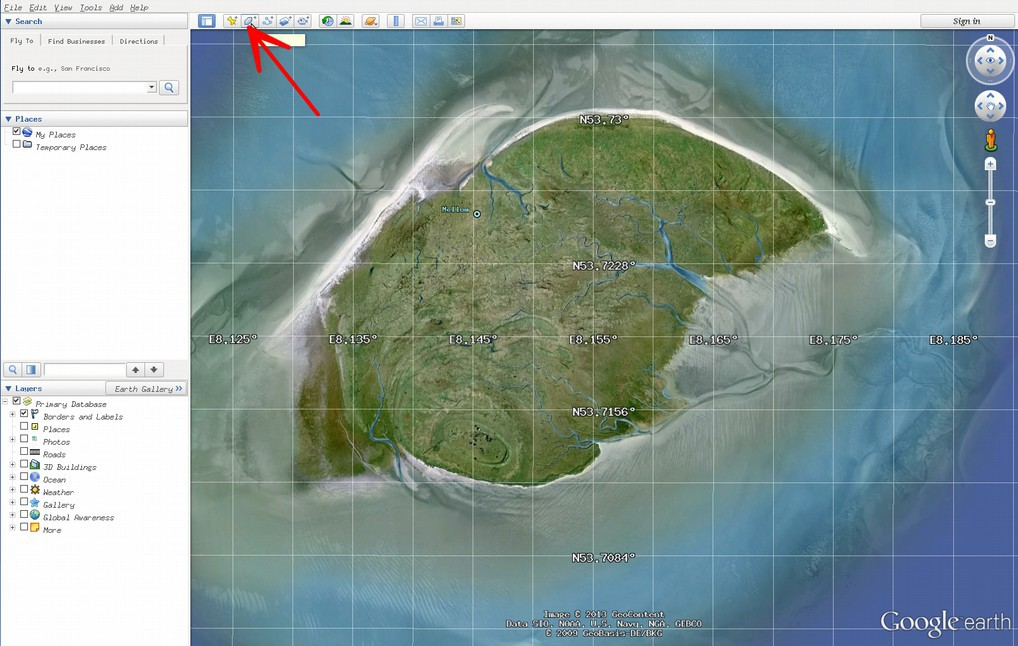 File Edit View Tools Add Help
Search
Fly To Find Businesses Directions
Fly to e.g., San Francisco
Places
My Places
Temporary Places
Layers
Earth Gallery >>
Primary Database
Borders and Labels
Places
Photos
Roads
3D Buildings
Ocean
Weather
Gallery
Global Awareness
More
Sign in
N
N53.73°
Mellum
N53.7228°
E8.125° E8.135° E8.145° E8.155° E8.165° E8.175° E8.185°
N53.7156°
N53.7084°
Image © 2013 GeoContent
Data SIO, NOAA, U.S. Navy, NGA, GEBCO
© 2009 GeoBasis-DE/BKG
Google earth